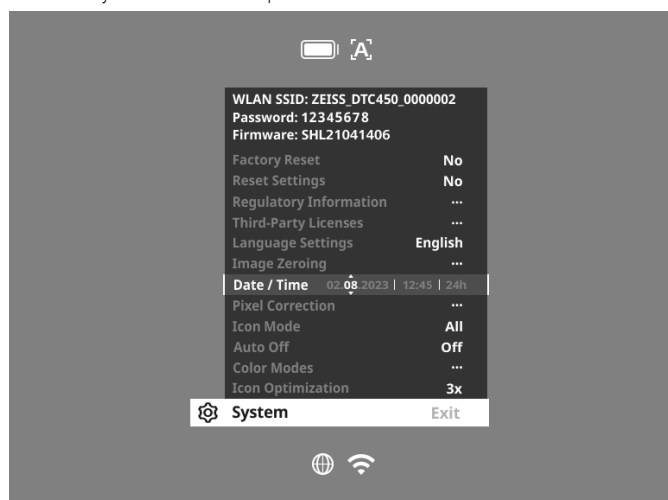 A
WLAN SSID: ZEISS_DTC450_0000002
Password: 12345678
Firmware: SHL21041406
Factory Reset No
Reset Settings No
Regulatory Information ...
Third-Party Licenses ...
Language Settings English
Image Zeroing ...
Date / Time 02.08.2023 | 12:45 | 24h
Pixel Correction ...
Icon Mode All
Auto Off Off
Color Modes ...
Icon Optimization 3x
System Exit